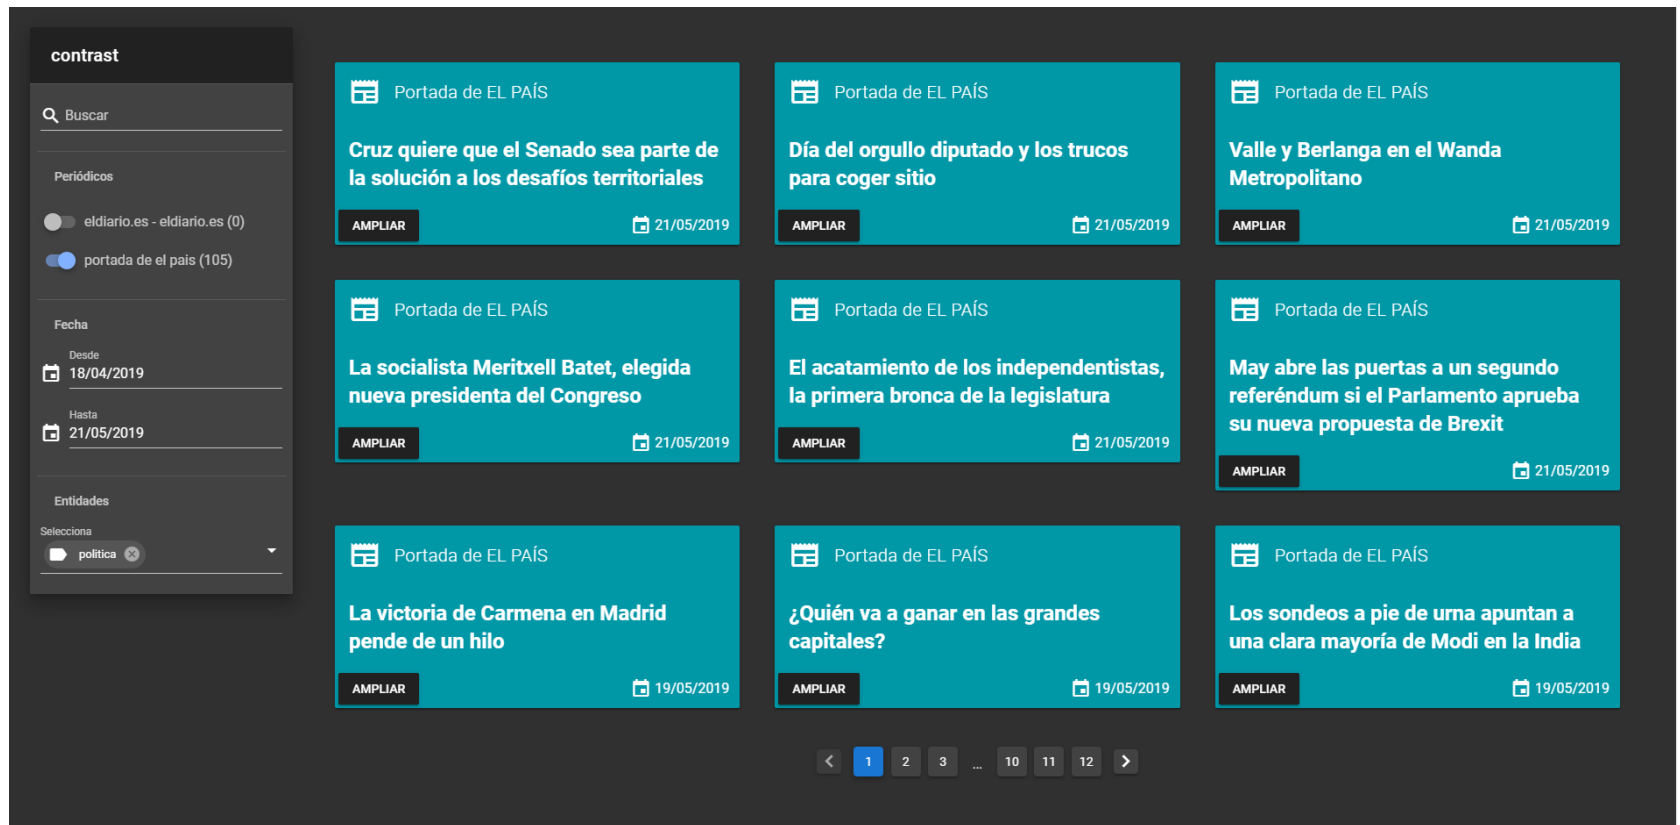 contrast
Buscar
Periódicos
eldiario.es - eldiario.es (0)
portada de el pais (105)
Fecha
Desde
18/04/2019
Hasta
21/05/2019
Entidades
Selecciona
politica
Portada de EL PAÍS
Cruz quiere que el Senado sea parte de
la solución a los desafíos territoriales
AMPLIAR
21/05/2019
Portada de EL PAÍS
Día del orgullo diputado y los trucos
para coger sitio
AMPLIAR
21/05/2019
Portada de EL PAÍS
Valle y Berlanga en el Wanda
Metropolitano
AMPLIAR
21/05/2019
Portada de EL PAÍS
La socialista Meritxell Batet, elegida
nueva presidenta del Congreso
AMPLIAR
21/05/2019
Portada de EL PAÍS
El acatamiento de los independentistas,
la primera bronca de la legislatura
AMPLIAR
21/05/2019
Portada de EL PAÍS
May abre las puertas a un segundo
referéndum si el Parlamento aprueba
su nueva propuesta de Brexit
AMPLIAR
21/05/2019
Portada de EL PAÍS
La victoria de Carmena en Madrid
pende de un hilo
AMPLIAR
19/05/2019
Portada de EL PAÍS
¿Quién va a ganar en las grandes
capitales?
AMPLIAR
19/05/2019
Portada de EL PAÍS
Los sondeos a pie de urna apuntan a
una clara mayoría de Modi en la India
AMPLIAR
19/05/2019
1 2 3 ... 10 11 12